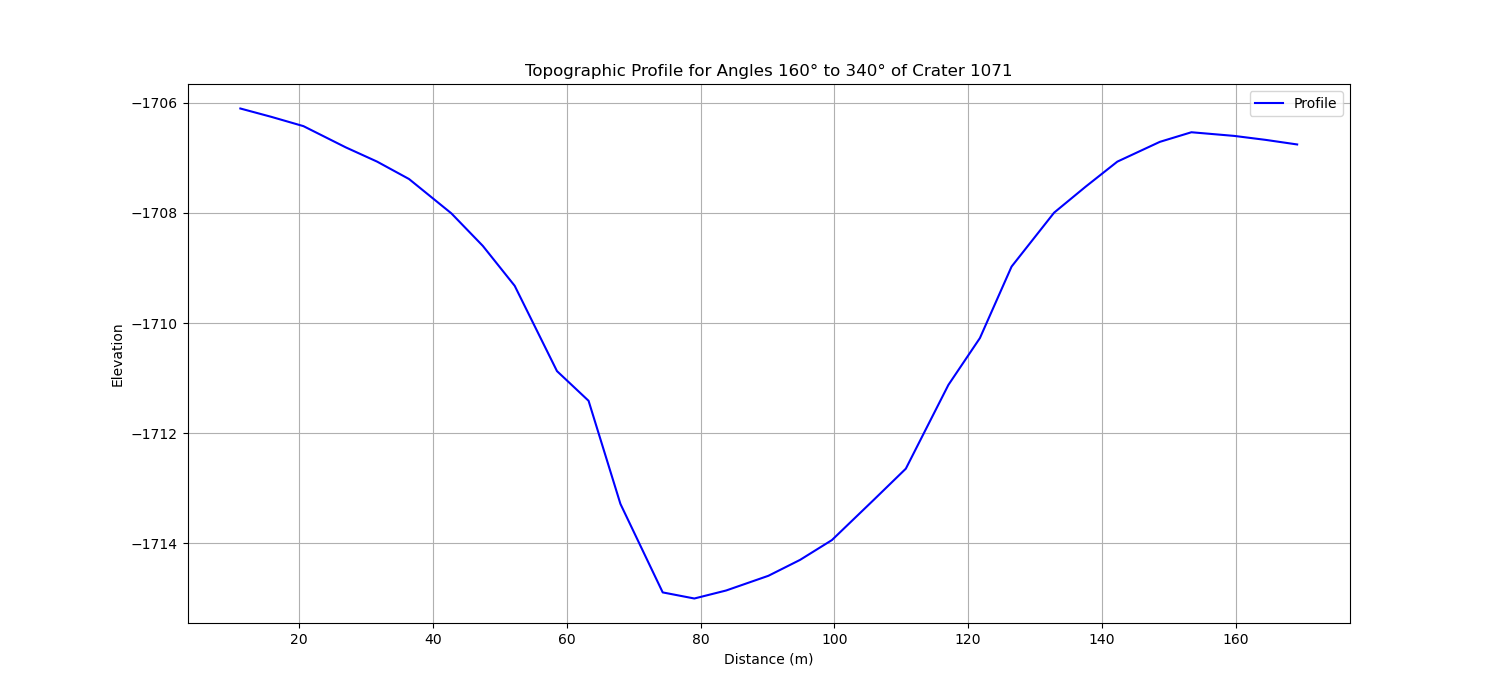 Topographic Profile for Angles 160° to 340° of Crater 1071
Profile
−1706
−1708
−1710
−1712
−1714
Elevation
20 40 60 80 100 120 140 160
Distance (m)